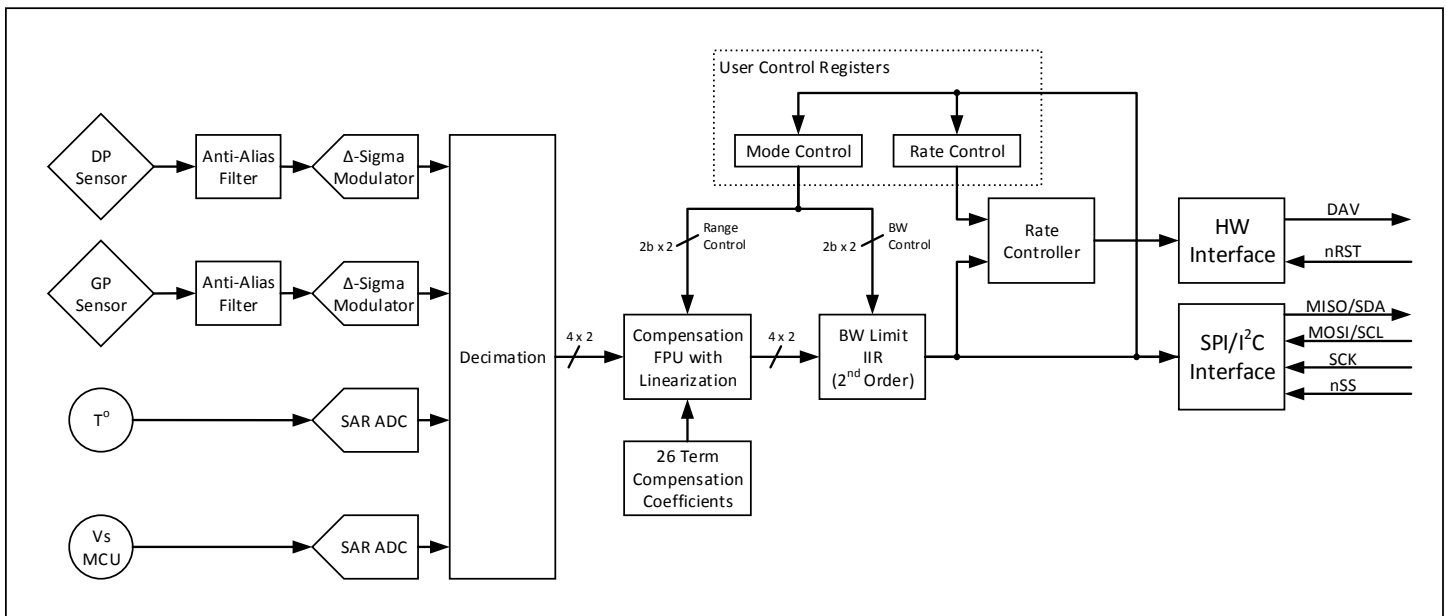 User Control Registers
Mode Control
Rate Control
DP
Sensor
Anti-Alias
Filter
Δ-Sigma
Modulator
GP
Sensor
Anti-Alias
Filter
Δ-Sigma
Modulator
T°
SAR ADC
Vs
MCU
SAR ADC
Decimation
4 x 2
2b x 2
Range
Control
2b x 2
BW
Control
Compensation
FPU with
Linearization
4 x 2
BW Limit
IIR
(2nd Order)
26 Term
Compensation
Coefficients
Rate
Controller
HW
Interface
DAV
nRST
SPI/I²C
Interface
MISO/SDA
MOSI/SCL
SCK
nSS